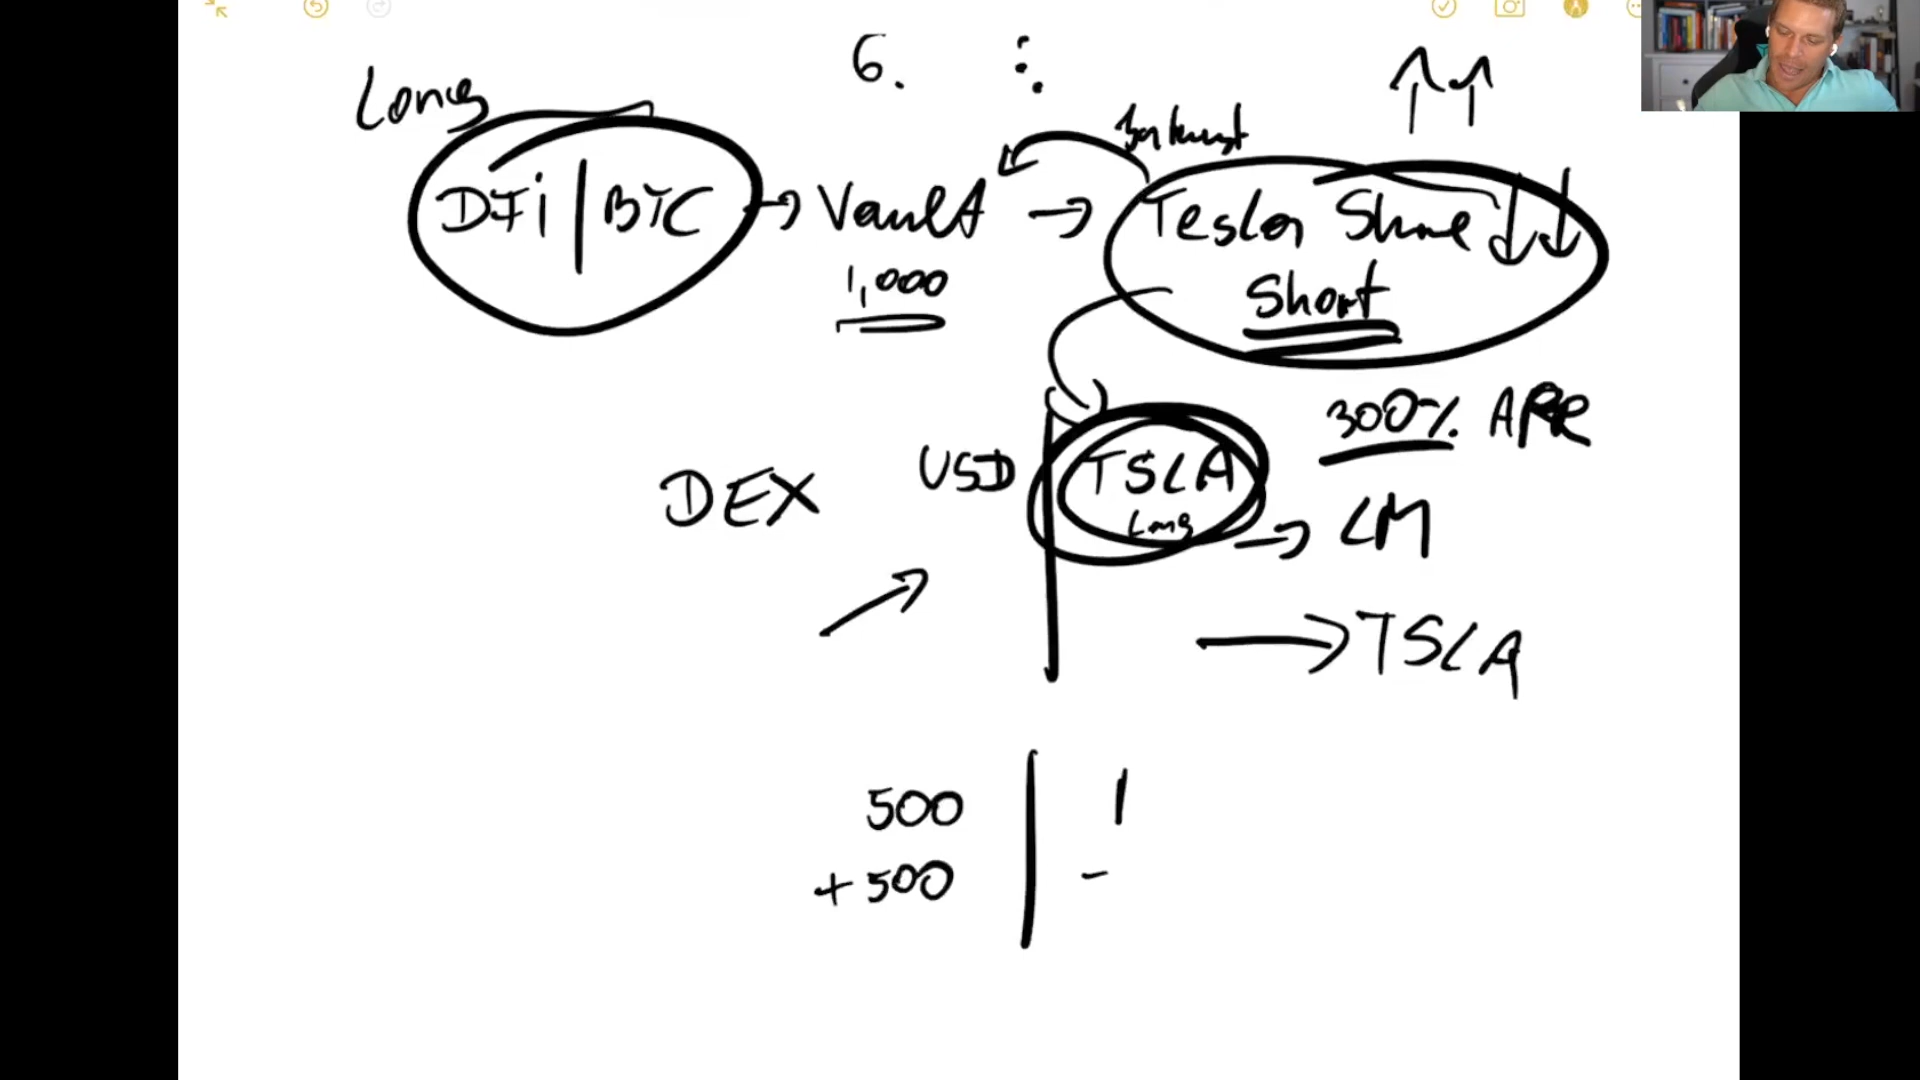 6.
Long
DFi | BTC → Vault → Tesla Share
1,000
Short
300% APR
USD
TSLA
Long
DEX
→ LM
→ TSLA
500 | 1
+ 500 | -